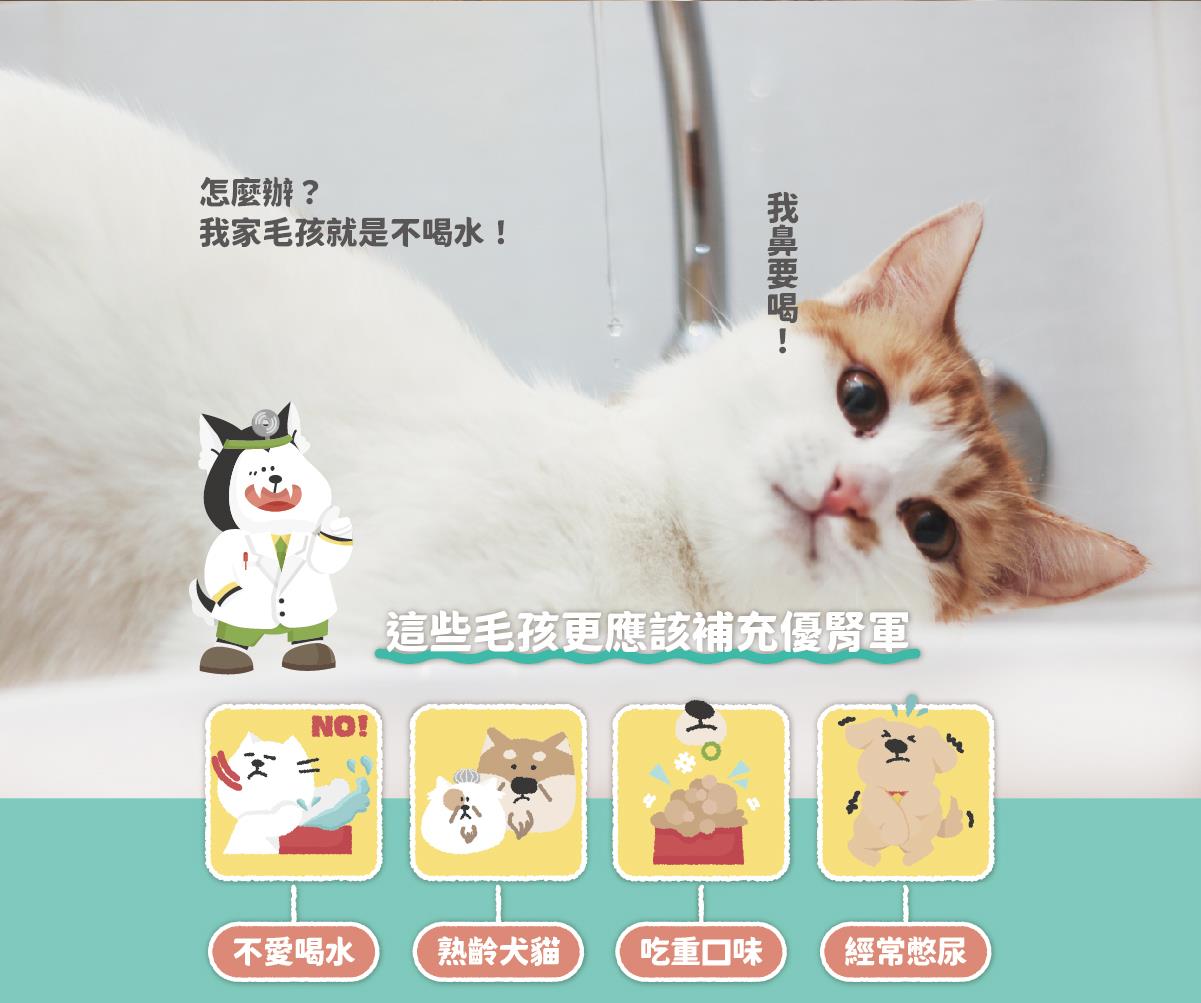 怎麼辦？
我家毛孩就是不喝水！
我鼻要喝！
這些毛孩更應該補充優腎軍
NO!
不愛喝水
熟齡犬貓
吃重口味
經常憋尿